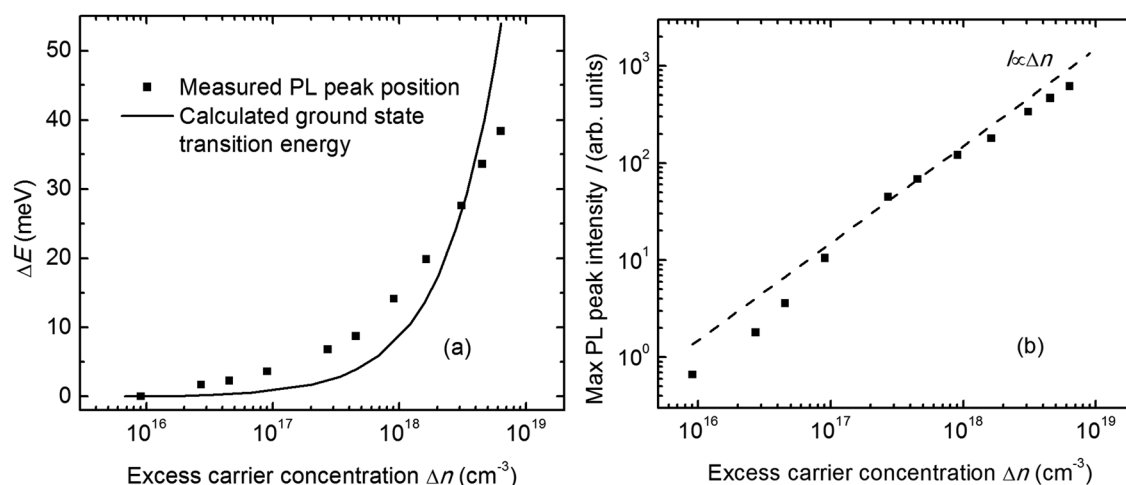 50
40
30
20
10
0
ΔE (meV)
Measured PL peak position
Calculated ground state
transition energy
(a)
10^16
10^17
10^18
10^19
Excess carrier concentration Δn (cm^-3)
10^3
10^2
10^1
10^0
Max PL peak intensity I (arb. units)
I∝Δn
(b)
10^16
10^17
10^18
10^19
Excess carrier concentration Δn (cm^-3)